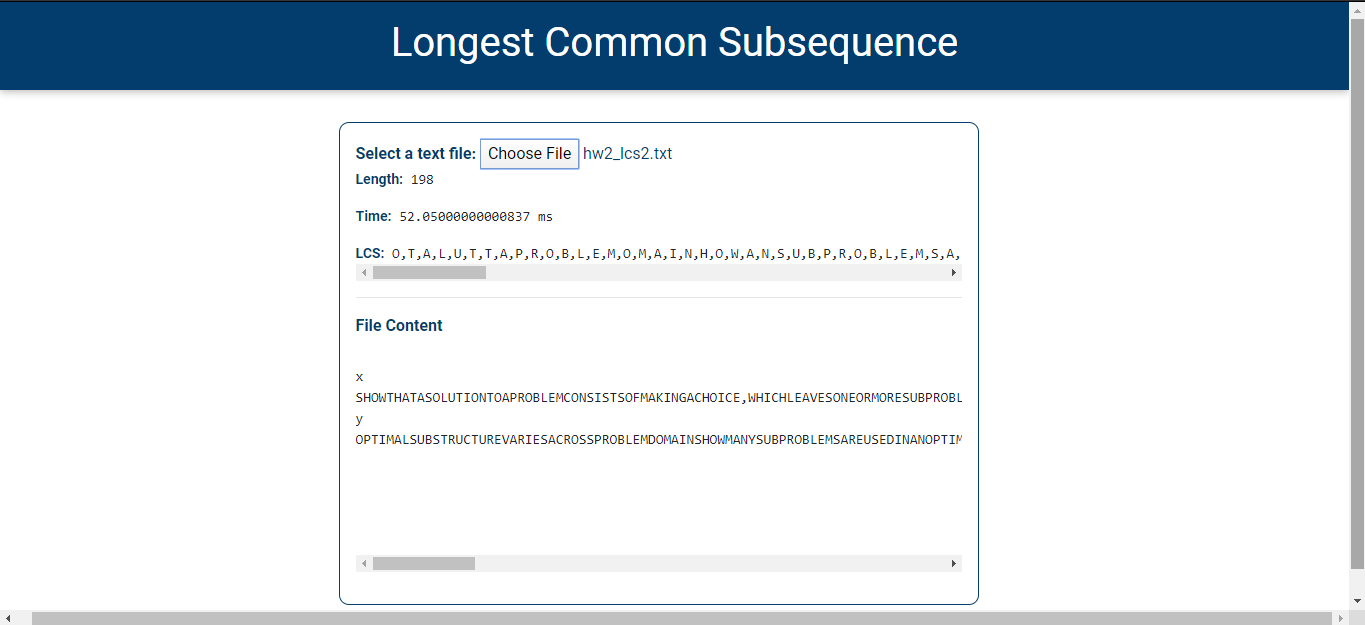 Longest Common Subsequence
Select a text file: Choose File hw2_lcs2.txt
Length: 198
Time: 52.05000000000837 ms
LCS: O,T,A,L,U,T,T,A,P,R,O,B,L,E,M,O,M,A,I,N,H,O,W,A,N,S,U,B,P,R,O,B,L,E,M,S,A,
File Content
x
SHOWTHATASOLUTIONTOAPROBLEMCONSISTSOFMAKINGACHOICE,WHICHLEAVESONEORMORESUBPROBL
y
OPTIMALSUBSTRUCTUREVARIESACROSSPROBLEMDOMAINSHOWMANYSUBPROBLEMSAREUSEDINANOPTIM